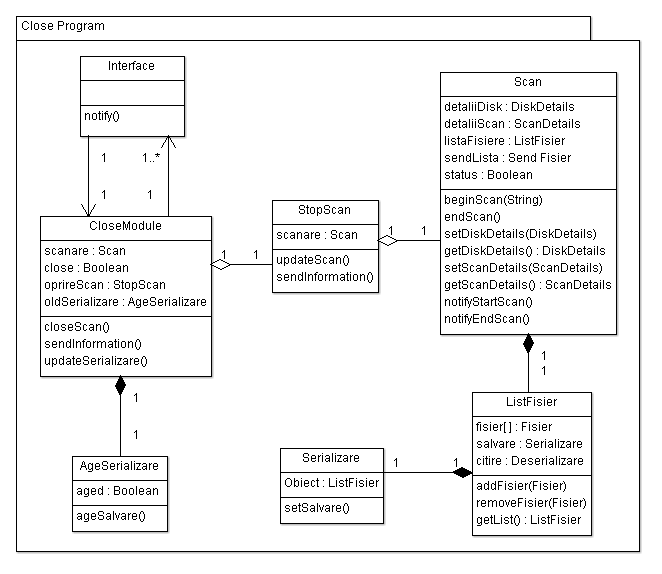 Close Program
Interface
notify()
1
1..*
1
1
CloseModule
scanare : Scan
close : Boolean
oprireScan : StopScan
oldSerializare : AgeSerializare
closeScan()
sendInformation()
updateSerializare()
1
1
StopScan
scanare : Scan
updateScan()
sendInformation()
1
1
Scan
detaliiDisk : DiskDetails
detaliiScan : ScanDetails
listaFisiere : ListFisier
sendLista : Send Fisier
status : Boolean
beginScan(String)
endScan()
setDiskDetails(DiskDetails)
getDiskDetails() : DiskDetails
setScanDetails(ScanDetails)
getScanDetails() : ScanDetails
notifyStartScan()
notifyEndScan()
1
1
ListFisier
fisier[ ] : Fisier
salvare : Serializare
citire : Deserializare
addFisier(Fisier)
removeFisier(Fisier)
getList() : ListFisier
1
1
Serializare
Obiect : ListFisier
setSalvare()
1
1
AgeSerializare
aged : Boolean
ageSalvare()